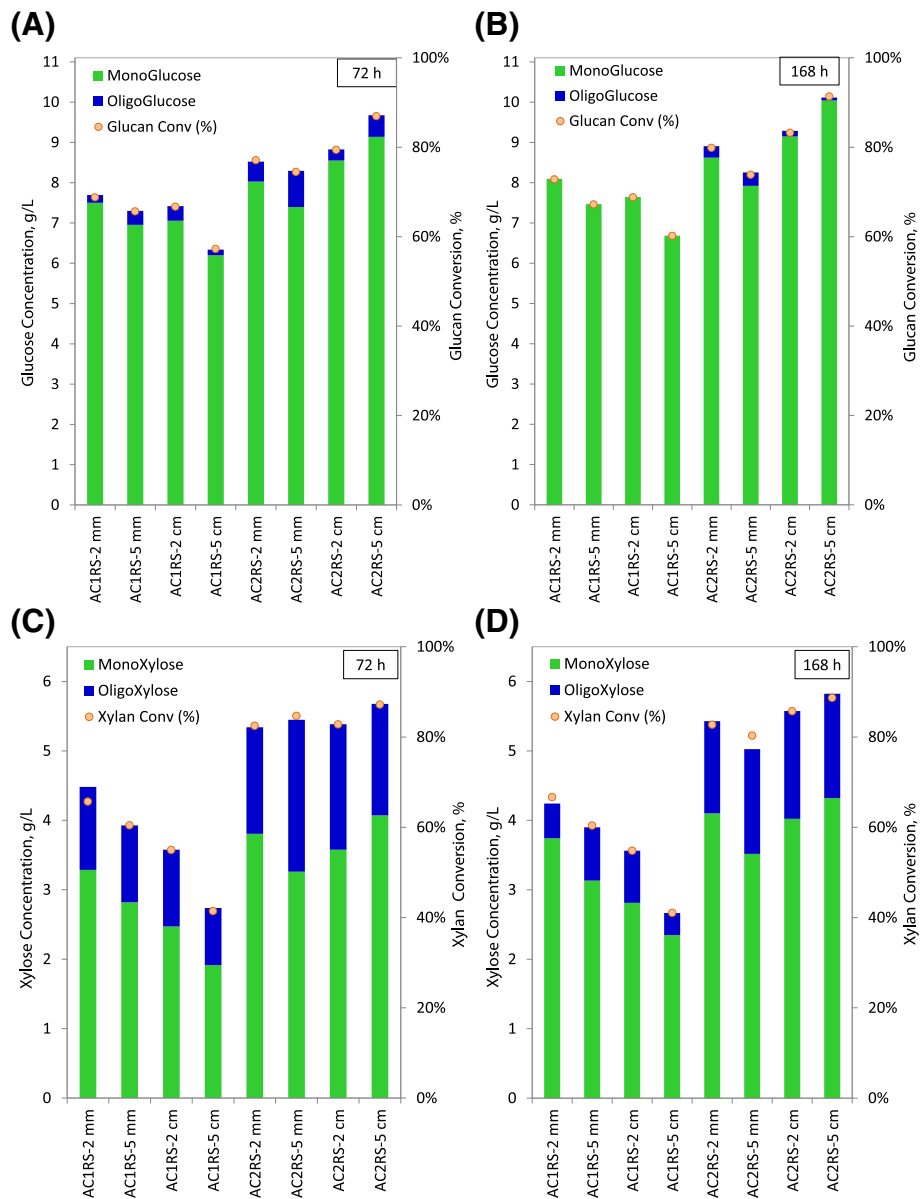 (A)
MonoGlucose
OligoGlucose
Glucan Conv (%)
72 h
Glucose Concentration, g/L
11
10
9
8
7
6
5
4
3
2
1
0
100%
80%
60%
40%
20%
0%
Glucan Conversion, %
AC1RS-2 mm
AC1RS-5 mm
AC1RS-2 cm
AC1RS-5 cm
AC2RS-2 mm
AC2RS-5 mm
AC2RS-2 cm
AC2RS-5 cm
(B)
MonoGlucose
OligoGlucose
Glucan Conv (%)
168 h
Glucose Concentration, g/L
11
10
9
8
7
6
5
4
3
2
1
0
100%
80%
60%
40%
20%
0%
Glucan Conversion, %
AC1RS-2 mm
AC1RS-5 mm
AC1RS-2 cm
AC1RS-5 cm
AC2RS-2 mm
AC2RS-5 mm
AC2RS-2 cm
AC2RS-5 cm
(C)
MonoXylose
OligoXylose
Xylan Conv (%)
72 h
Xylose Concentration, g/L
6
5
4
3
2
1
0
100%
80%
60%
40%
20%
0%
Xylan Conversion, %
AC1RS-2 mm
AC1RS-5 mm
AC1RS-2 cm
AC1RS-5 cm
AC2RS-2 mm
AC2RS-5 mm
AC2RS-2 cm
AC2RS-5 cm
(D)
MonoXylose
OligoXylose
Xylan Conv (%)
168 h
Xylose Concentration, g/L
6
5
4
3
2
1
0
100%
80%
60%
40%
20%
0%
Xylan Conversion, %
AC1RS-2 mm
AC1RS-5 mm
AC1RS-2 cm
AC1RS-5 cm
AC2RS-2 mm
AC2RS-5 mm
AC2RS-2 cm
AC2RS-5 cm